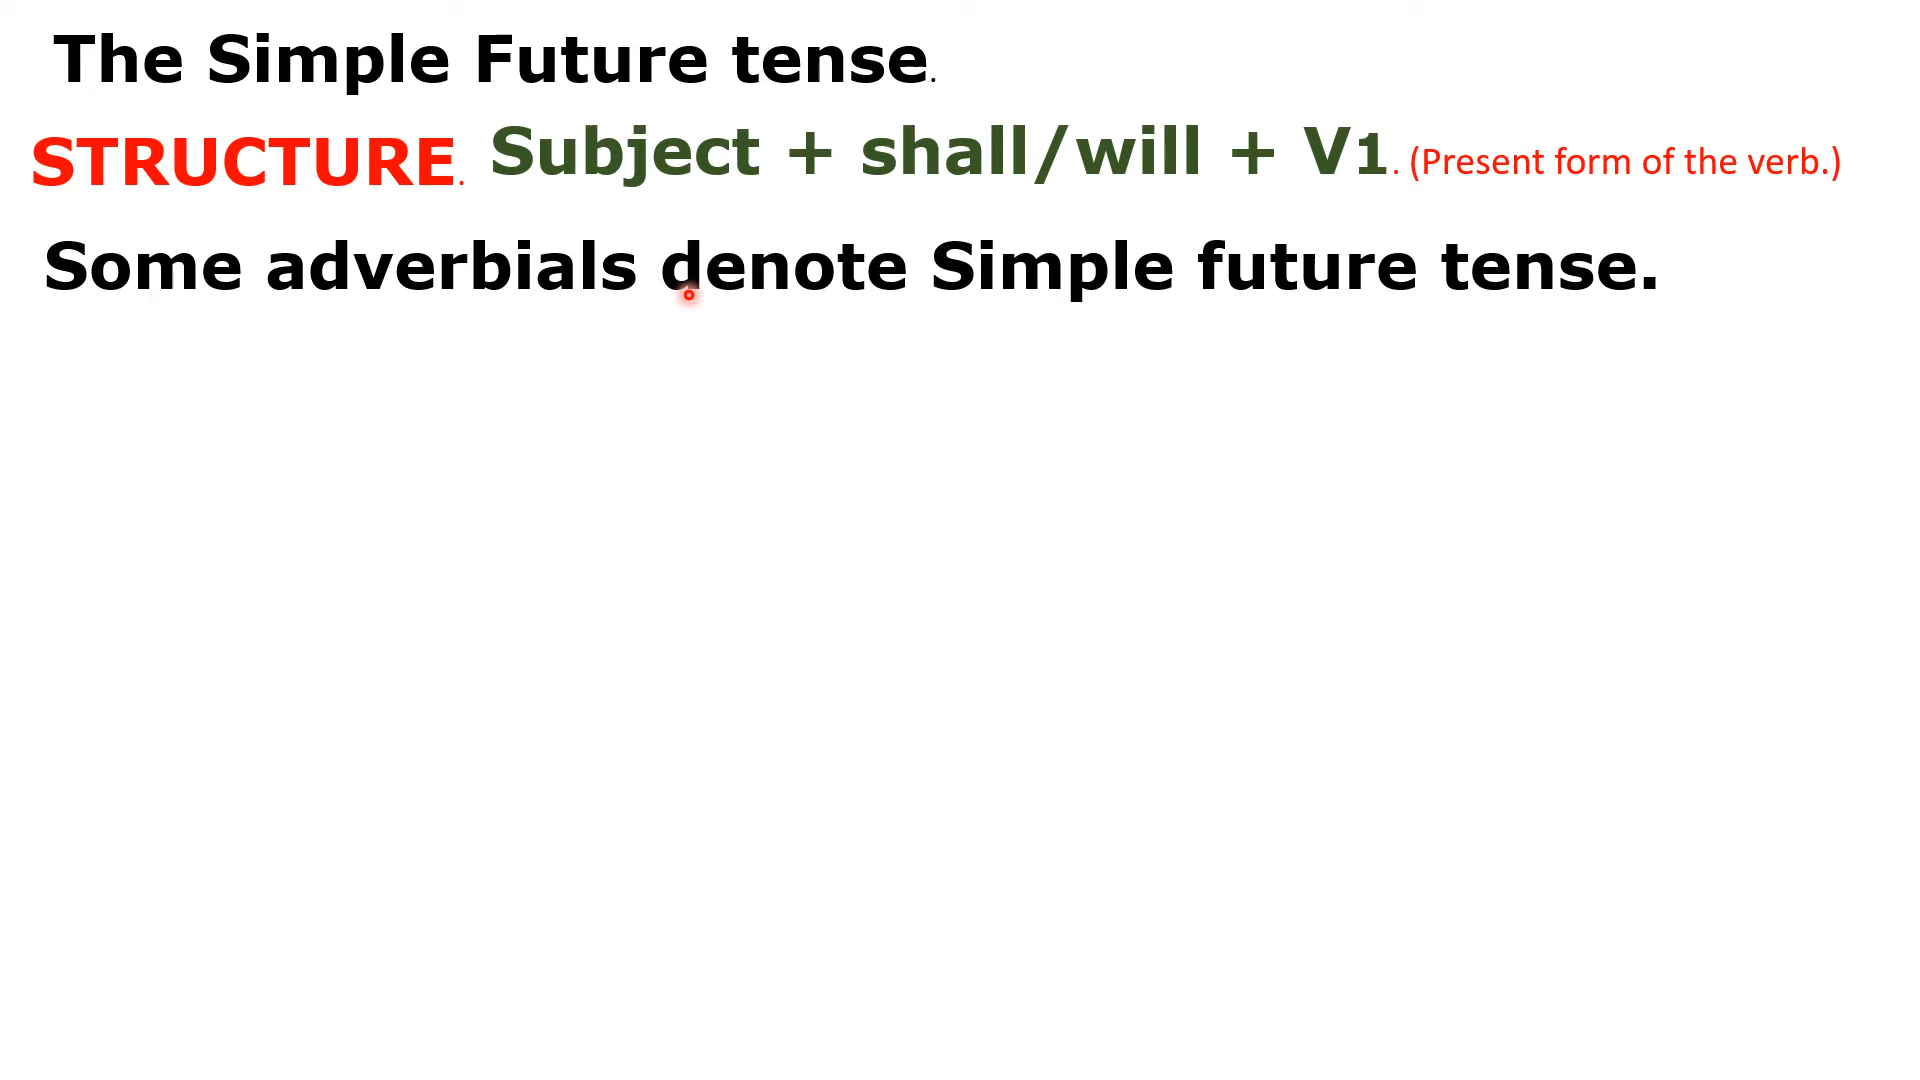 The Simple Future tense.
STRUCTURE. Subject + shall/will + V1. (Present form of the verb.)
Some adverbials denote Simple future tense.